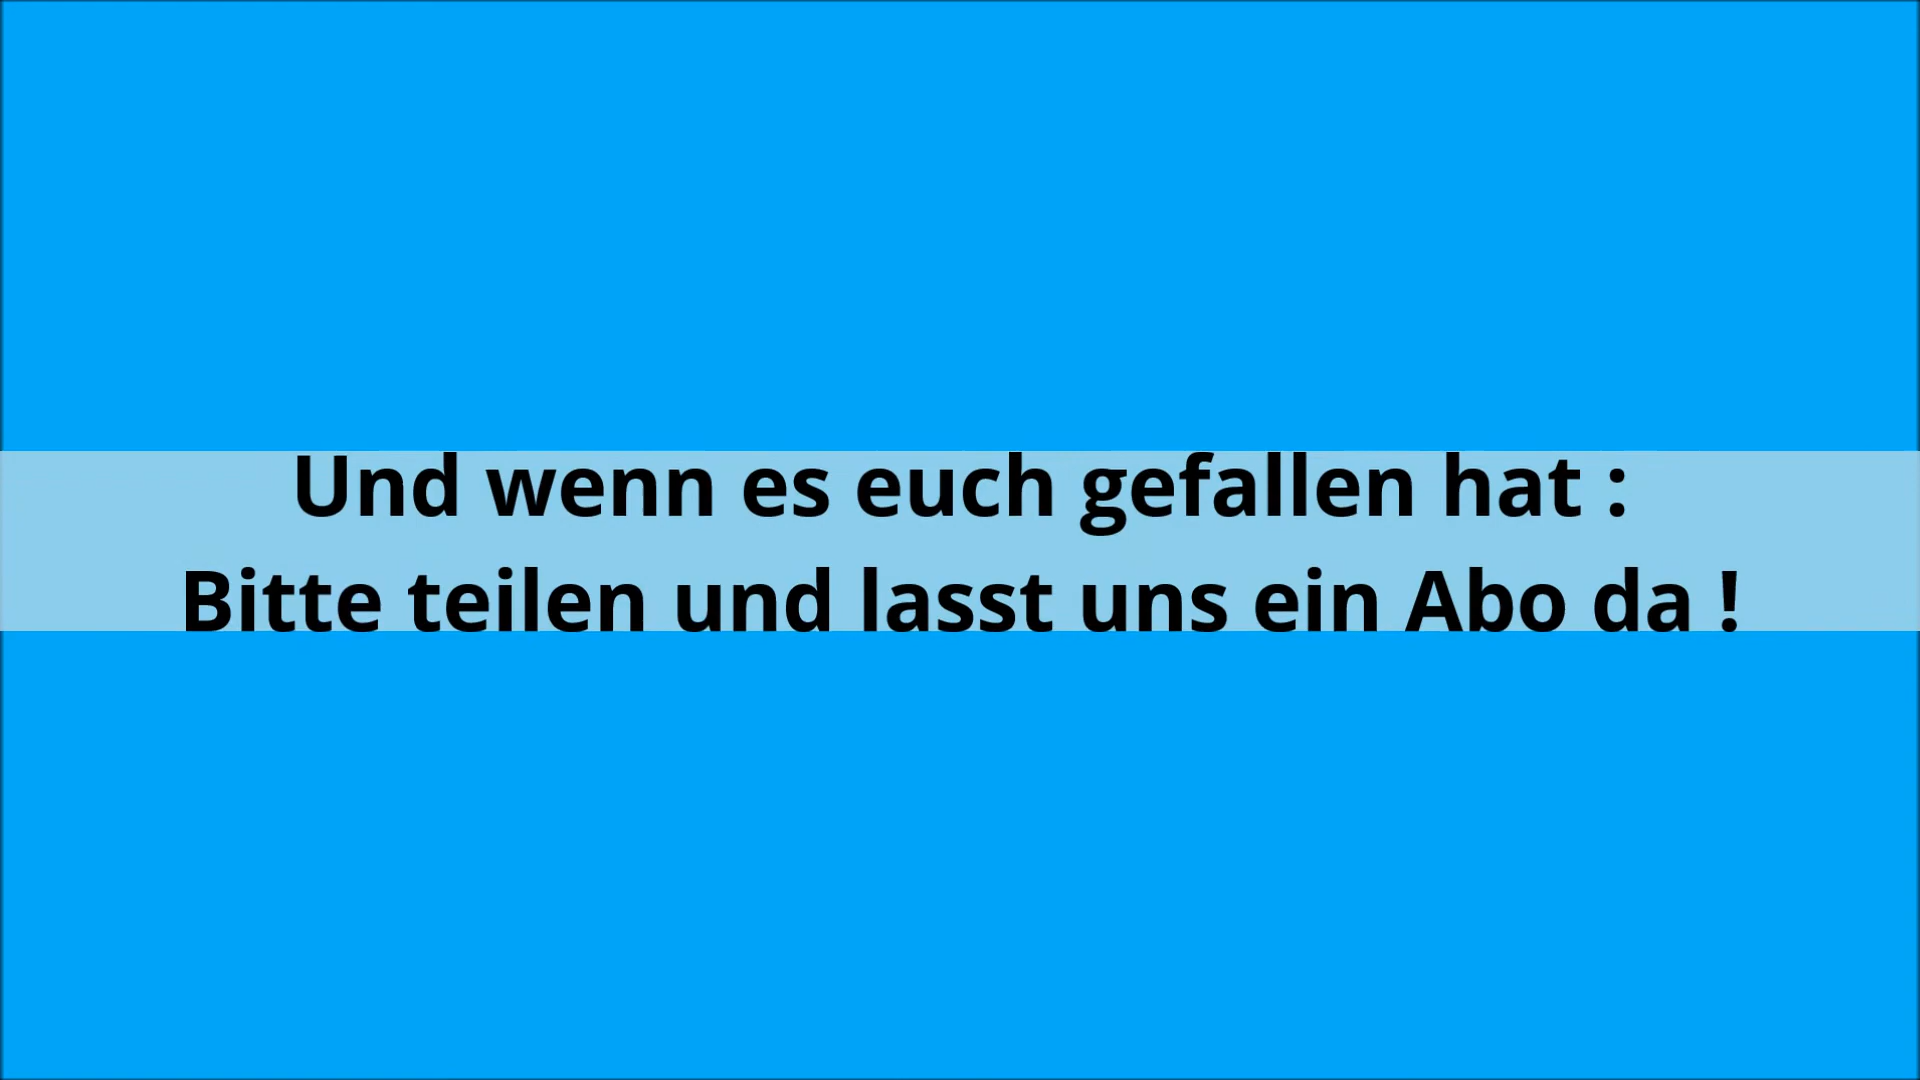 Und wenn es euch gefallen hat :
Bitte teilen und lasst uns ein Abo da !